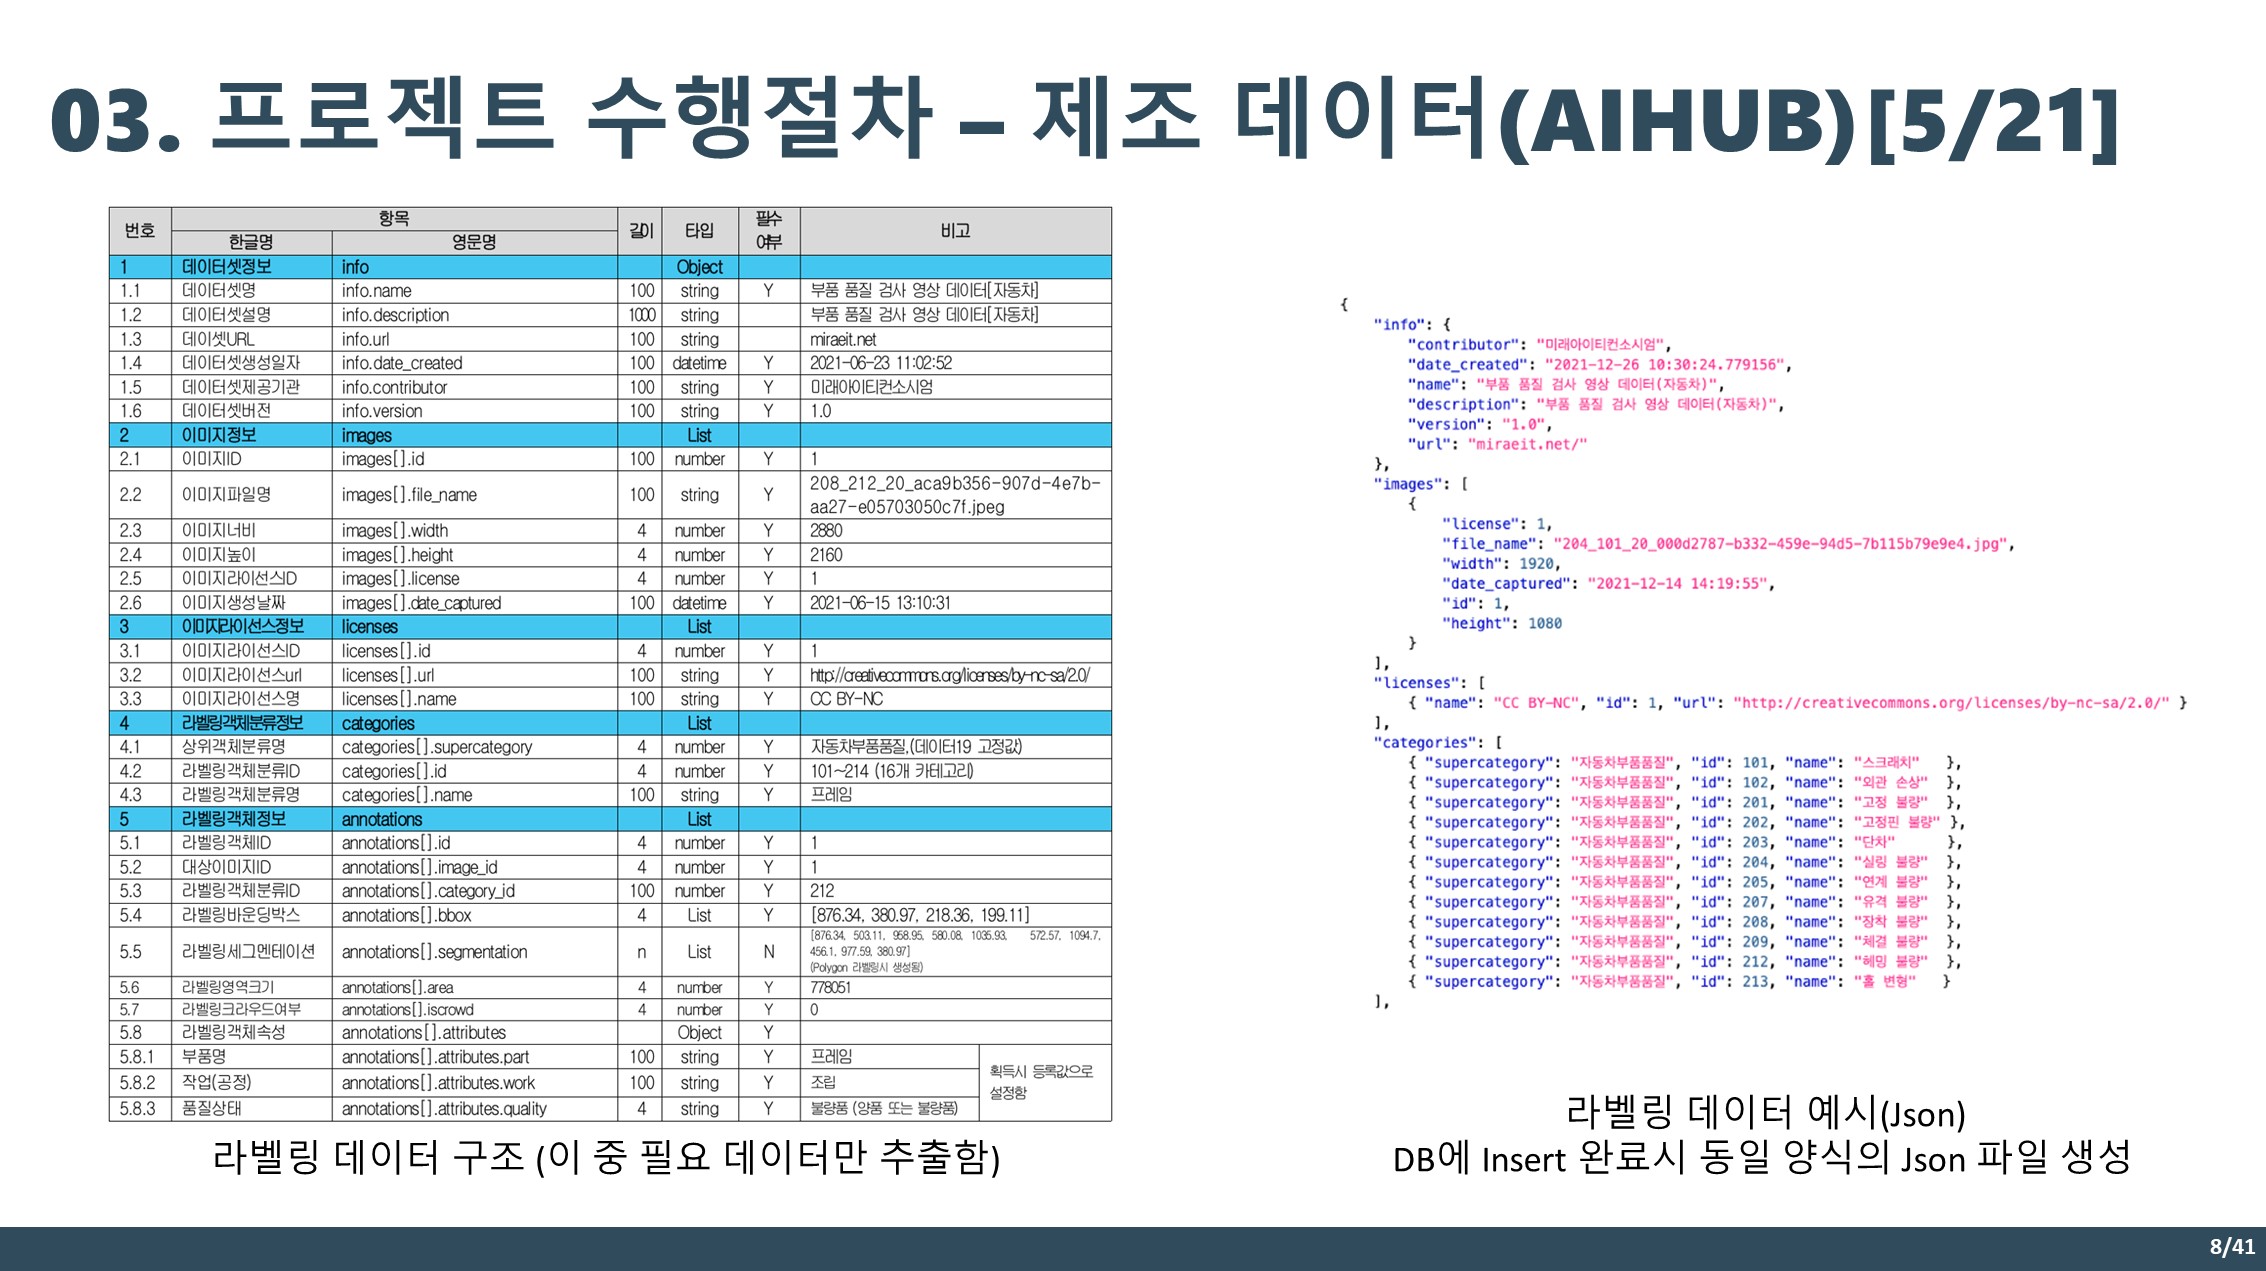 03. 프로젝트 수행절차 – 제조 데이터(AIHUB)[5/21]
번호 항목 길이 타입 필수여부 비고
한글명 영문명
1 데이터셋정보 info Object
1.1 데이터셋명 info.name 100 string Y 부품 품질 검사 영상 데이터[자동차]
1.2 데이터셋설명 info.description 1000 string 부품 품질 검사 영상 데이터[자동차]
1.3 데이셋URL info.url 100 string miraeit.net
1.4 데이터셋생성일자 info.date_created 100 datetime Y 2021-06-23 11:02:52
1.5 데이터셋제공기관 info.contributor 100 string Y 미래아이티컨소시엄
1.6 데이터셋버전 info.version 100 string Y 1.0
2 이미지정보 images List
2.1 이미지ID images[].id 100 number Y 1
2.2 이미지파일명 images[].file_name 100 string Y 208_212_20_aca9b356-907d-4e7b-
aa27-e05703050c7f.jpeg
2.3 이미지너비 images[].width 4 number Y 2880
2.4 이미지높이 images[].height 4 number Y 2160
2.5 이미지라이선스ID images[].license 4 number Y 1
2.6 이미지생성날짜 images[].date_captured 100 datetime Y 2021-06-15 13:10:31
3 이미지라이선스정보 licenses List
3.1 이미지라이선스ID licenses[].id 4 number Y 1
3.2 이미지라이선스url licenses[].url 100 string Y http://creativecommons.org/licenses/by-nc-sa/2.0/
3.3 이미지라이선스명 licenses[].name 100 string Y CC BY-NC
4 라벨링객체분류정보 categories List
4.1 상위객체분류명 categories[].supercategory 4 number Y 자동차부품품질,(데이터19 고정값)
4.2 라벨링객체분류ID categories[].id 4 number Y 101~214 (16개 카테고리)
4.3 라벨링객체분류명 categories[].name 100 string Y 프레임
5 라벨링객체정보 annotations List
5.1 라벨링객체ID annotations[].id 4 number Y 1
5.2 대상이미지ID annotations[].image_id 4 number Y 1
5.3 라벨링객체분류ID annotations[].category_id 100 number Y 212
5.4 라벨링바운딩박스 annotations[].bbox 4 List Y [876.34, 380.97, 218.36, 199.11]
5.5 라벨링세그멘테이션 annotations[].segmentation n List N [876.34, 503.11, 958.95, 580.08, 1035.93, 572.57, 1094.7,
456.1, 977.59, 380.97]
(Polygon 라벨링시 생성됨)
5.6 라벨링영역크기 annotations[].area 4 number Y 778051
5.7 라벨링크라우드여부 annotations[].iscrowd 4 number Y 0
5.8 라벨링객체속성 annotations[].attributes Object Y
5.8.1 부품명 annotations[].attributes.part 100 string Y 프레임
5.8.2 작업(공정) annotations[].attributes.work 100 string Y 조립
5.8.3 품질상태 annotations[].attributes.quality 4 string Y 불량품 (양품 또는 불량품)
획득시 등록값으로
설정함
라벨링 데이터 구조 (이 중 필요 데이터만 추출함)
{
"info": {
"contributor": "미래아이티컨소시엄",
"date_created": "2021-12-26 10:30:24.779156",
"name": "부품 품질 검사 영상 데이터(자동차)",
"description": "부품 품질 검사 영상 데이터(자동차)",
"version": "1.0",
"url": "miraeit.net/"
},
"images": [
{
"license": 1,
"file_name": "204_101_20_000d2787-b332-459e-94d5-7b115b79e9e4.jpg",
"width": 1920,
"date_captured": "2021-12-14 14:19:55",
"id": 1,
"height": 1080
}
],
"licenses": [
{ "name": "CC BY-NC", "id": 1, "url": "http://creativecommons.org/licenses/by-nc-sa/2.0/" }
],
"categories": [
{ "supercategory": "자동차부품품질", "id": 101, "name": "스크래치" },
{ "supercategory": "자동차부품품질", "id": 102, "name": "외관 손상" },
{ "supercategory": "자동차부품품질", "id": 201, "name": "고정 불량" },
{ "supercategory": "자동차부품품질", "id": 202, "name": "고정핀 불량" },
{ "supercategory": "자동차부품품질", "id": 203, "name": "단차" },
{ "supercategory": "자동차부품품질", "id": 204, "name": "실링 불량" },
{ "supercategory": "자동차부품품질", "id": 205, "name": "연계 불량" },
{ "supercategory": "자동차부품품질", "id": 207, "name": "유격 불량" },
{ "supercategory": "자동차부품품질", "id": 208, "name": "장착 불량" },
{ "supercategory": "자동차부품품질", "id": 209, "name": "체결 불량" },
{ "supercategory": "자동차부품품질", "id": 212, "name": "헤밍 불량" },
{ "supercategory": "자동차부품품질", "id": 213, "name": "홀 변형" }
],
라벨링 데이터 예시(Json)
DB에 Insert 완료시 동일 양식의 Json 파일 생성
8/41